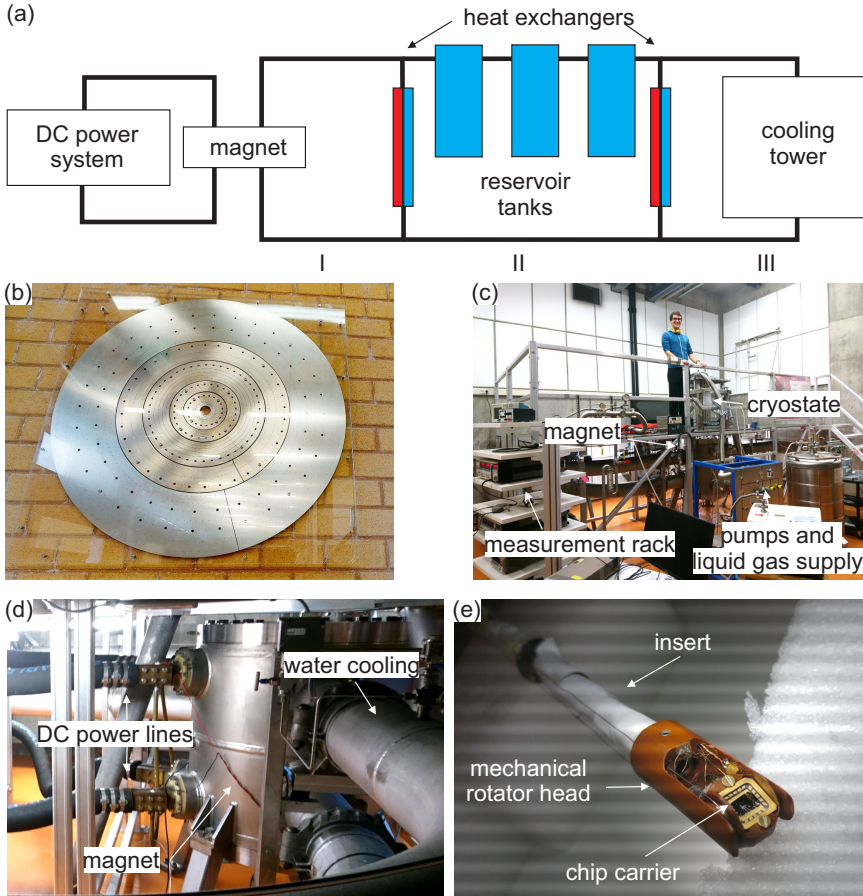 (a)
heat exchangers
DC power
system
magnet
reservoir
tanks
cooling
tower
I
II
III
(b)
(c)
cryostate
magnet
measurement rack
pumps and
liquid gas supply
(d)
water cooling
DC power lines
magnet
(e)
insert
mechanical
rotator head
chip carrier